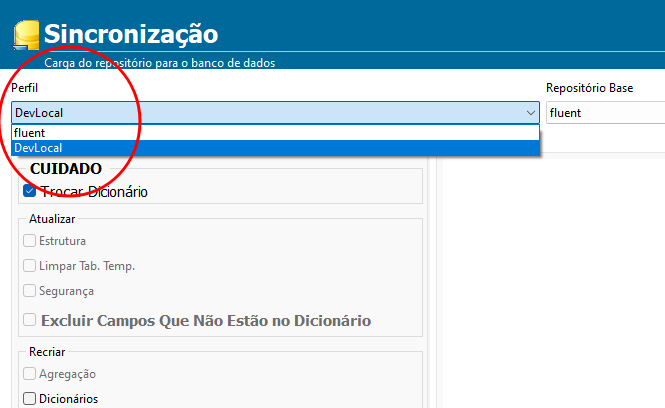 Sincronização
Carga do repositório para o banco de dados
Perfil
Repositório Base
DevLocal
fluent
fluent
DevLocal
CUIDADO
Trocar Dicionário
Atualizar
Estrutura
Limpar Tab. Temp.
Segurança
Excluir Campos Que Não Estão no Dicionário
Recriar
Agregação
Dicionários